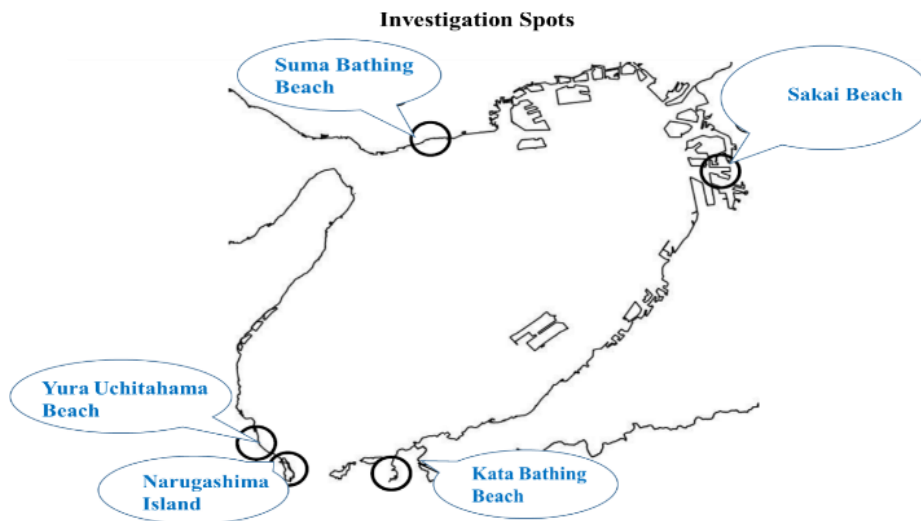 Investigation Spots
Suma Bathing
Beach
Sakai Beach
Yura Uchitahama
Beach
Narugashima
Island
Kata Bathing
Beach